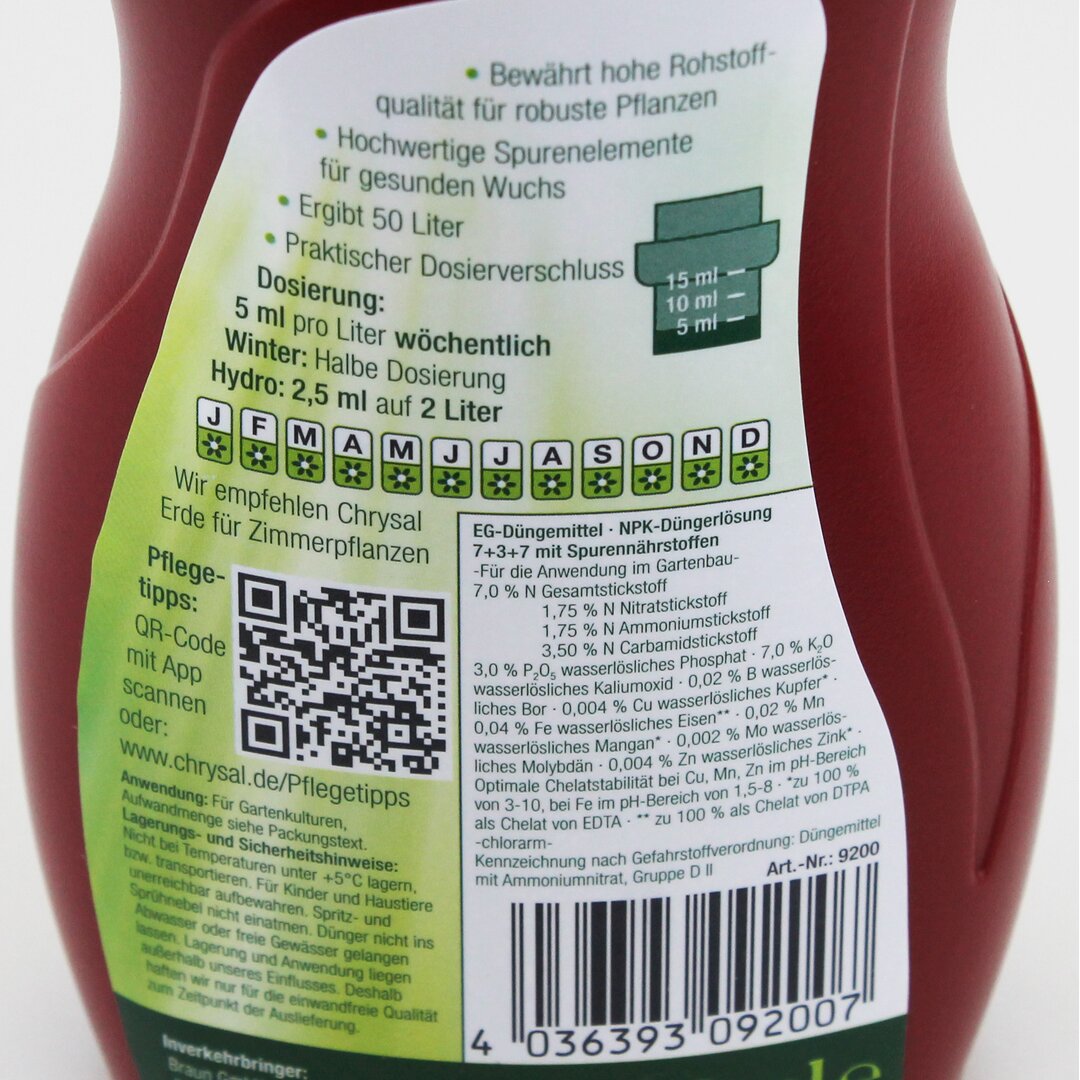 • Bewährt hohe Rohstoff-
qualität für robuste Pflanzen
• Hochwertige Spurenelemente
für gesunden Wuchs
• Ergibt 50 Liter
• Praktischer Dosierverschluss
15 ml
10 ml
5 ml
Dosierung:
5 ml pro Liter wöchentlich
Winter: Halbe Dosierung
Hydro: 2,5 ml auf 2 Liter
J F M A M J J A S O N D
Wir empfehlen Chrysal
Erde für Zimmerpflanzen
Pflege-
tipps:
QR-Code
mit App
scannen
oder:
www.chrysal.de/Pflegetipps
Anwendung: Für Gartenkulturen,
Aufwandmenge siehe Packungstext.
Lagerungs- und Sicherheitshinweise:
Nicht bei Temperaturen unter +5°C lagern,
bzw. transportieren. Für Kinder und Haustiere
unerreichbar aufbewahren. Spritz- und
Sprühnebel nicht einatmen. Dünger nicht ins
Abwasser oder freie Gewässer gelangen
lassen. Lagerung und Anwendung liegen
außerhalb unseres Einflusses. Deshalb
haften wir nur für die einwandfreie Qualität
zum Zeitpunkt der Auslieferung.
EG-Düngemittel · NPK-Düngerlösung
7+3+7 mit Spurennährstoffen
-Für die Anwendung im Gartenbau-
7,0 % N Gesamtstickstoff
1,75 % N Nitratstickstoff
1,75 % N Ammoniumstickstoff
3,50 % N Carbamidstickstoff
3,0 % P₂O₅ wasserlösliches Phosphat · 7,0 % K₂O
wasserlösliches Kaliumoxid · 0,02 % B wasserlös-
liches Bor · 0,004 % Cu wasserlösliches Kupfer* ·
0,04 % Fe wasserlösliches Eisen** · 0,02 % Mn
wasserlösliches Mangan* · 0,002 % Mo wasserlös-
liches Molybdän · 0,004 % Zn wasserlösliches Zink* ·
Optimale Chelatstabilität bei Cu, Mn, Zn im pH-Bereich
von 3-10, bei Fe im pH-Bereich von 1,5-8 · *zu 100 %
als Chelat von EDTA · ** zu 100 % als Chelat von DTPA
-chlorarm-
Kennzeichnung nach Gefahrstoffverordnung: Düngemittel
mit Ammoniumnitrat, Gruppe D II
Art.-Nr.: 9200
4 036393 092007
Inverkehrbringer:
Braun